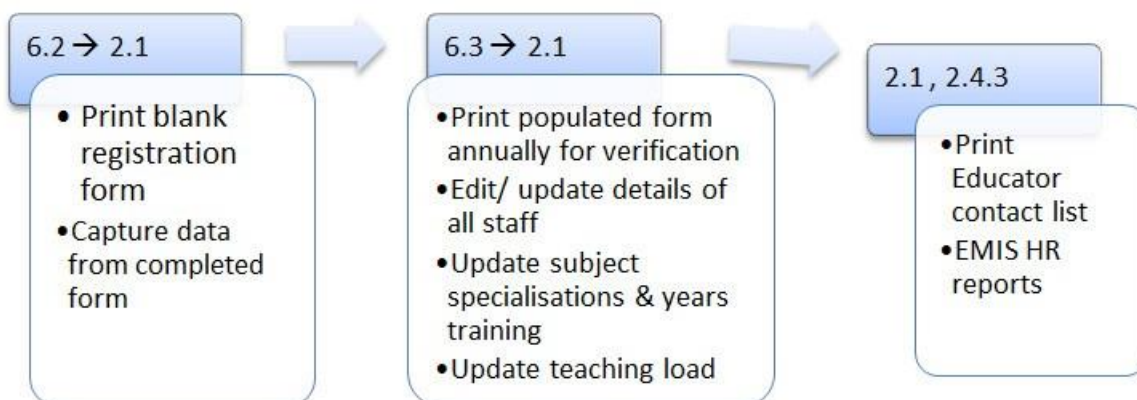 6.2 → 2.1
• Print blank
registration
form
•Capture data
from completed
form
6.3 → 2.1
•Print populated form
annually for verification
•Edit/ update details of
all staff
•Update subject
specialisations & years
training
•Update teaching load
2.1 , 2.4.3
•Print
Educator
contact list
•EMIS HR
reports